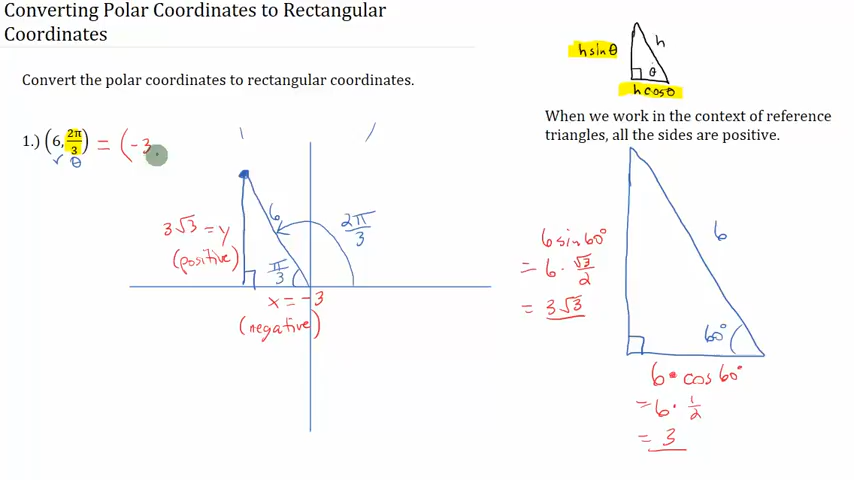 Converting Polar Coordinates to Rectangular
Coordinates
Convert the polar coordinates to rectangular coordinates.
1.) (6, 2π/3) = (-3
r θ
6
2π/3
3√3 = y
(positive)
π/3
x = -3
(negative)
h sinθ
h
θ
h cosθ
When we work in the context of reference
triangles, all the sides are positive.
6 sin 60°
= 6 · √3/2
= 3√3
6
60°
6 · cos 60°
= 6 · 1/2
= 3